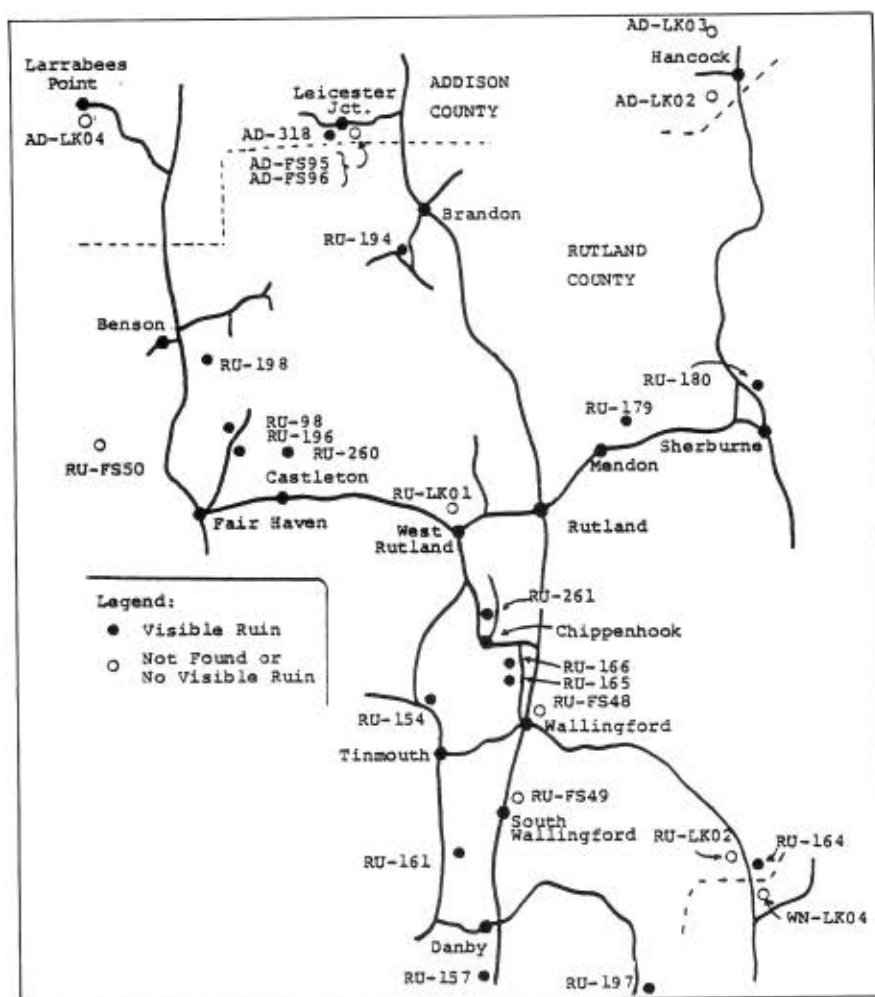 AD-LK03
Hancock
Larrabees
Point
ADDISON
COUNTY
Leicester
Jct.
AD-LK02
AD-LK04
AD-318
AD-FS95
AD-FS96
Brandon
RU-194
RUTLAND
COUNTY
Benson
RU-198
RU-180
RU-179
RU-98
RU-196
RU-260
Sherburne
Mendon
RU-FS50
Castleton
RU-LK01
Fair Haven
West
Rutland
Rutland
Legend:
Visible Ruin
Not Found or
No Visible Ruin
RU-261
Chippenhook
RU-166
RU-165
RU-FS48
RU-154
Wallingford
Tinmouth
RU-FS49
South
Wallingford
RU-LK02
RU-164
RU-161
WN-LK04
Danby
RU-157
RU-197